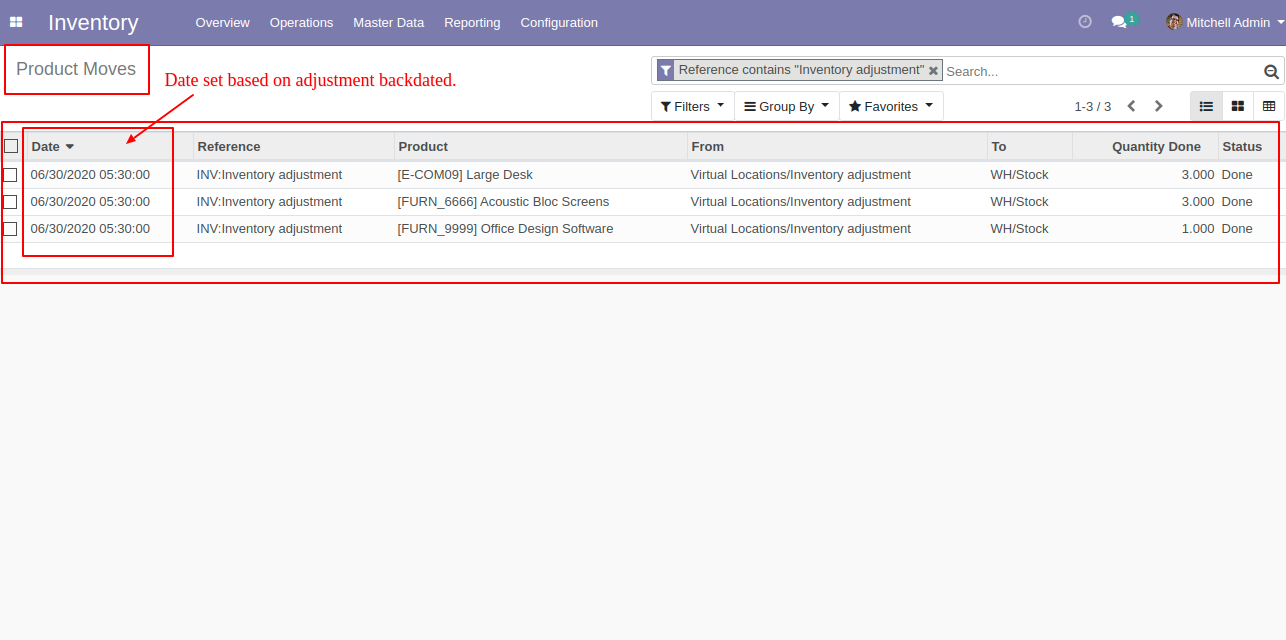 Inventory Overview Operations Master Data Reporting Configuration 1 Mitchell Admin
Product Moves
Date set based on adjustment backdated.
Reference contains "Inventory adjustment" Search...
Filters Group By Favorites 1-3 / 3
Date Reference Product From To Quantity Done Status
06/30/2020 05:30:00 INV:Inventory adjustment [E-COM09] Large Desk Virtual Locations/Inventory adjustment WH/Stock 3.000 Done
06/30/2020 05:30:00 INV:Inventory adjustment [FURN_6666] Acoustic Bloc Screens Virtual Locations/Inventory adjustment WH/Stock 3.000 Done
06/30/2020 05:30:00 INV:Inventory adjustment [FURN_9999] Office Design Software Virtual Locations/Inventory adjustment WH/Stock 1.000 Done